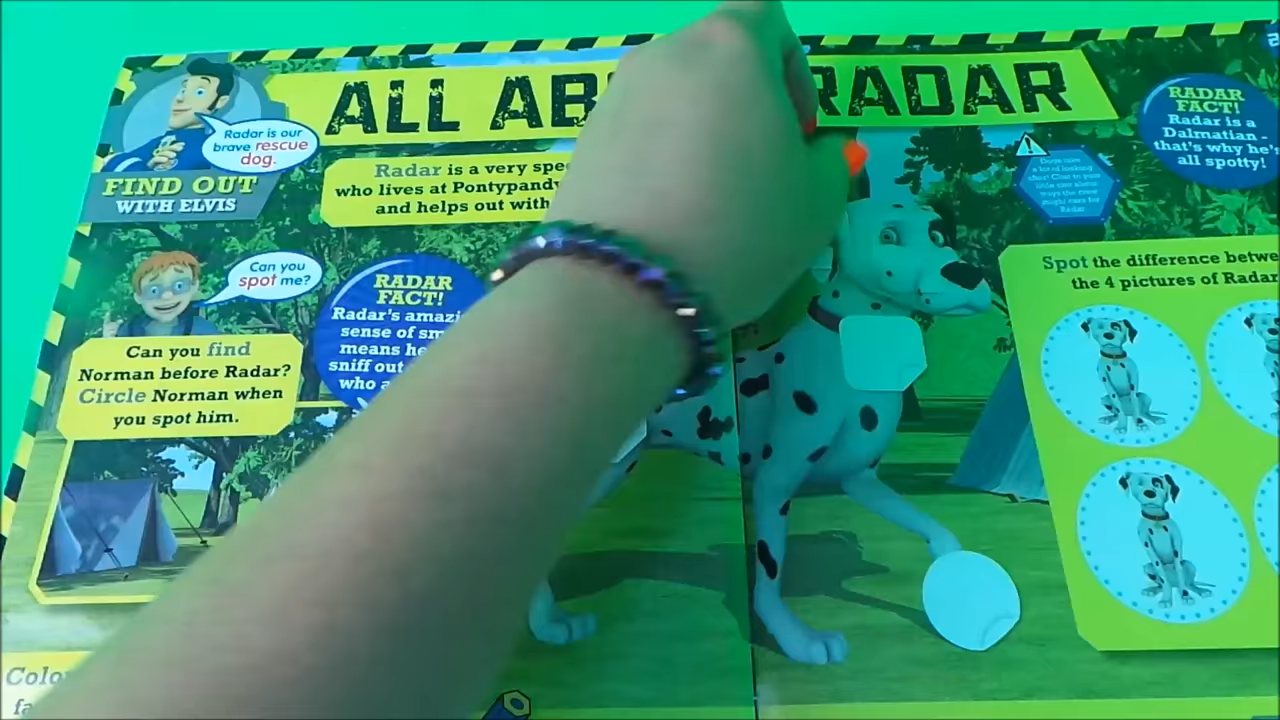 ALL AB RADAR
Radar is our
brave rescue
dog.
FIND OUT
WITH ELVIS
Radar is a very spe
who lives at Pontypandy
and helps out with
RADAR
FACT!
Radar is a
Dalmatian -
that's why he's
all spotty!
Can you
spot me?
Can you find
Norman before Radar?
Circle Norman when
you spot him.
RADAR
FACT!
Radar's amazi
sense of sm
means he
sniff out
who a
Spot the difference betwe
the 4 pictures of Radar
Colo
fa